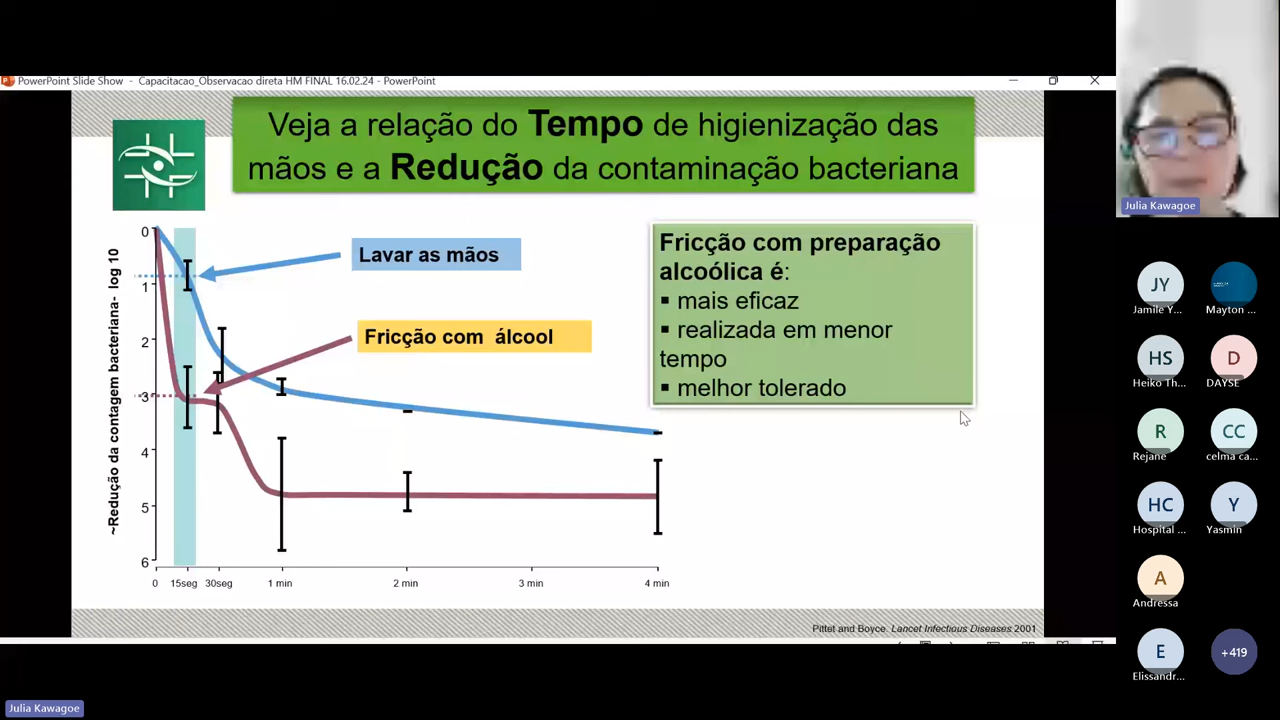 PowerPoint Slide Show - Capacitacao_Observacao direta HM FINAL 16.02.24 - PowerPoint
Veja a relação do Tempo de higienização das
mãos e a Redução da contaminação bacteriana
~Redução da contagem bacteriana- log 10
0
1
2
3
4
5
6
0
15seg
30seg
1 min
2 min
3 min
4 min
Lavar as mãos
Fricção com álcool
Fricção com preparação
alcoólica é:
▪ mais eficaz
▪ realizada em menor
tempo
▪ melhor tolerado
Pittet and Boyce. Lancet Infectious Diseases 2001
Julia Kawagoe
JY
Jamile Y...
Mayton ...
HS
Heiko Th...
D
DAYSE
R
Rejane
CC
celma ca...
HC
Hospital ...
Y
Yasmin
A
Andressa
E
Elissandr...
+419
Julia Kawagoe